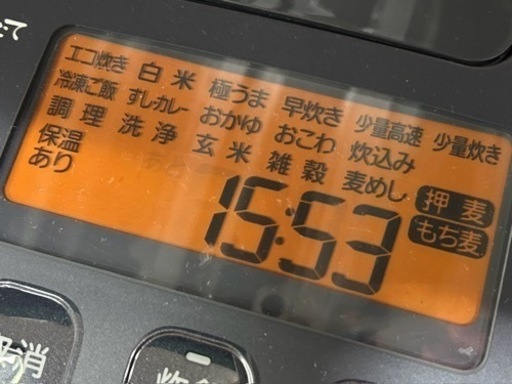 エコ炊き 白米 極うま 早炊き 少量高速 少量炊き
冷凍ご飯 すしカレー おかゆ おこわ 炊込み
調理 洗浄 玄米 雑穀 麦めし 押麦
保温 もち麦
あり 15:53